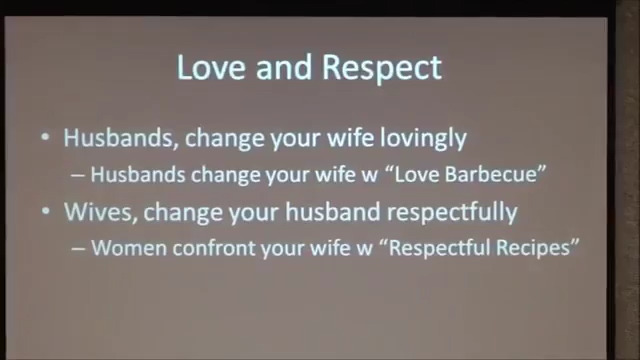 Love and Respect
• Husbands, change your wife lovingly
– Husbands change your wife w “Love Barbecue”
• Wives, change your husband respectfully
– Women confront your wife w “Respectful Recipes”